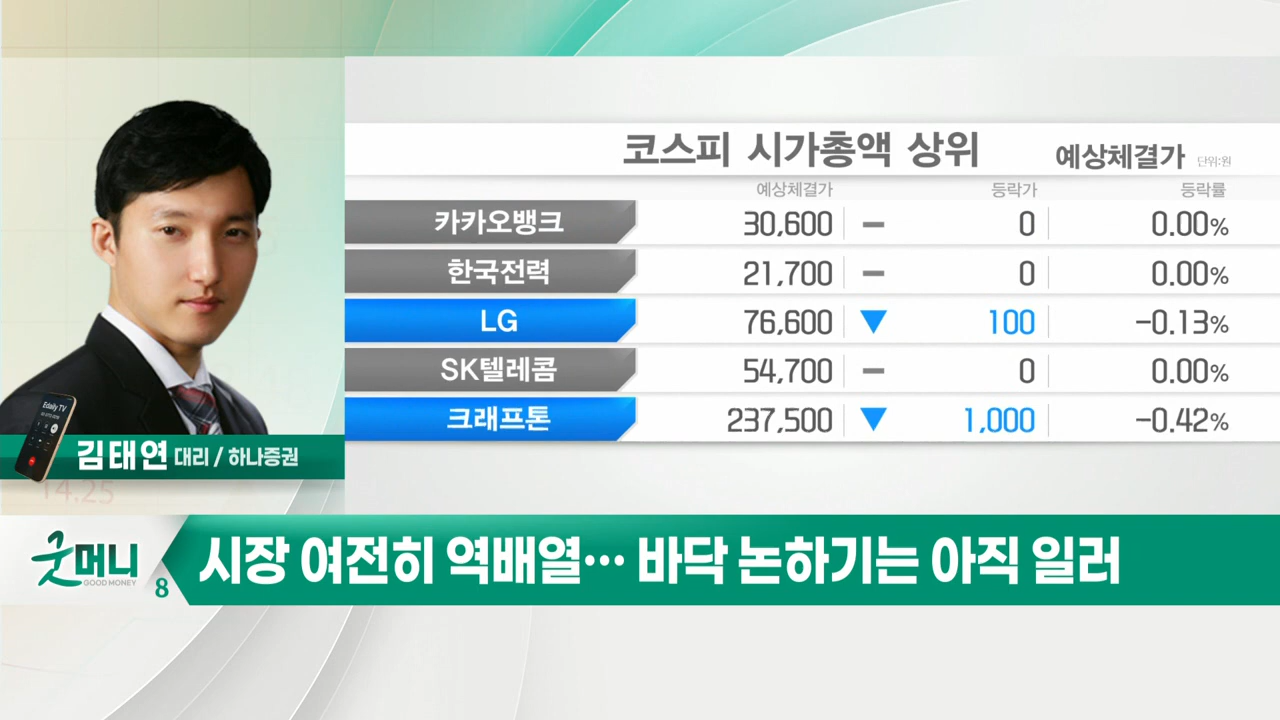 코스피 시가총액 상위 예상체결가 단위:원
예상체결가 등락가 등락률
카카오뱅크 30,600 0 0.00%
한국전력 21,700 0 0.00%
LG 76,600 ▼ 100 -0.13%
SK텔레콤 54,700 0 0.00%
크래프톤 237,500 ▼ 1,000 -0.42%
Edaily TV
김태연 대리 / 하나증권
14.25
굿머니
GOOD MONEY
8
시장 여전히 역배열… 바닥 논하기는 아직 일러